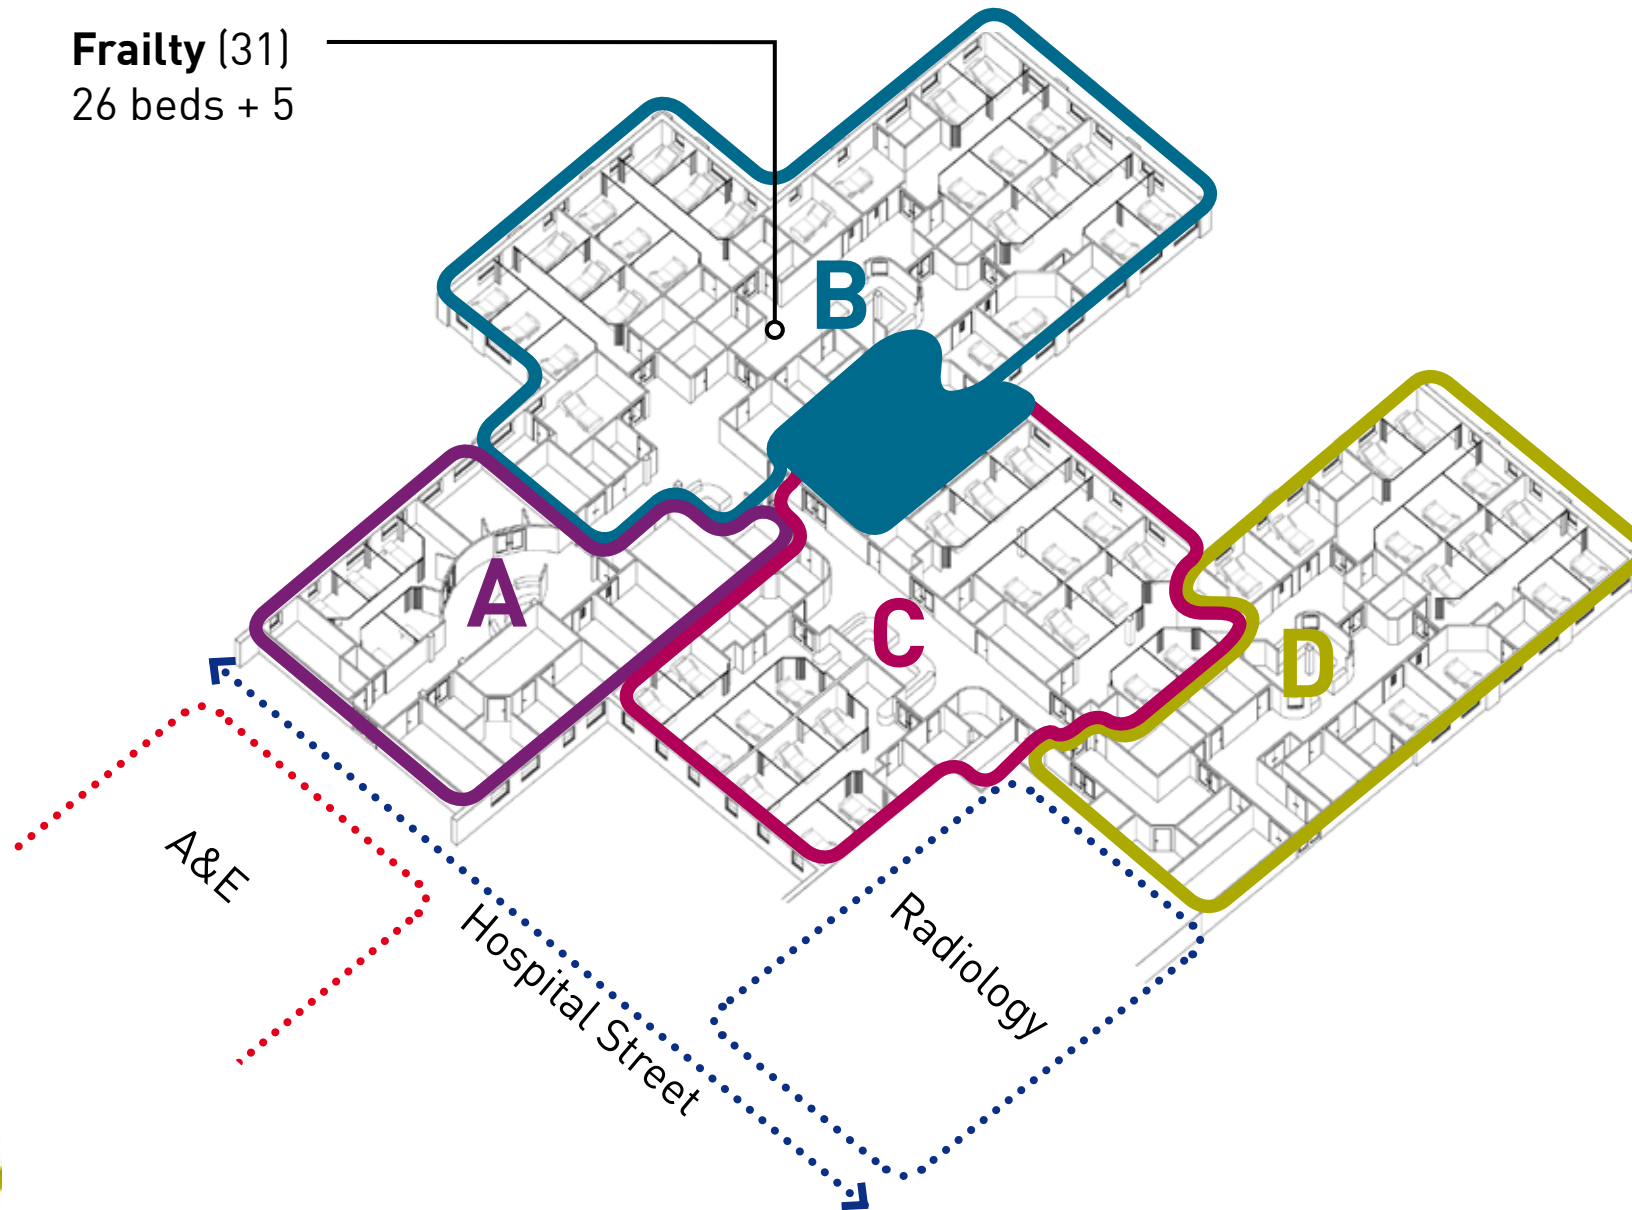 Frailty (31)
26 beds + 5
B
A
C
D
A&E
Hospital Street
Radiology